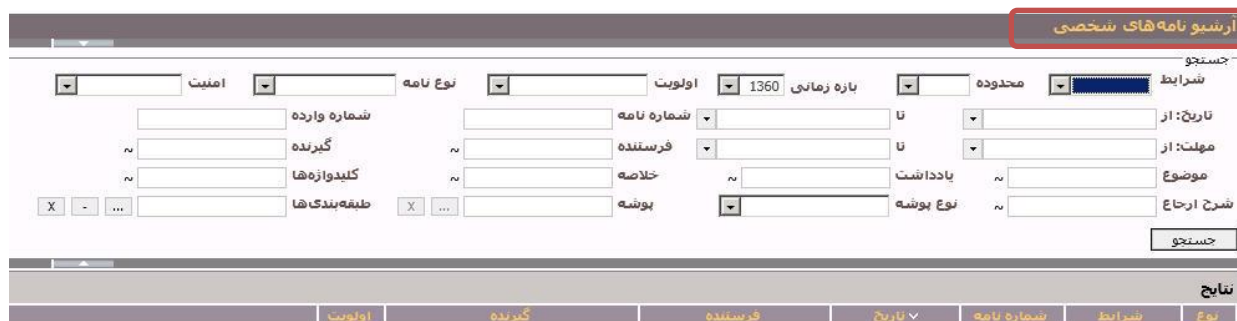 آرشیو نامه‌های شخصی
جستجو
شرایط محدوده بازه زمانی 1360 اولویت نوع نامه امنیت
تاریخ: از تا شماره نامه شماره وارده
مهلت: از تا فرستنده ~ گیرنده ~
موضوع ~ یادداشت ~ خلاصه ~ کلیدواژه‌ها ~
شرح ارجاع ~ نوع پوشه پوشه ... X طبقه‌بندی‌ها ... - X
جستجو
نتایج
نوع شرایط شماره نامه تاریخ فرستنده گیرنده اولویت